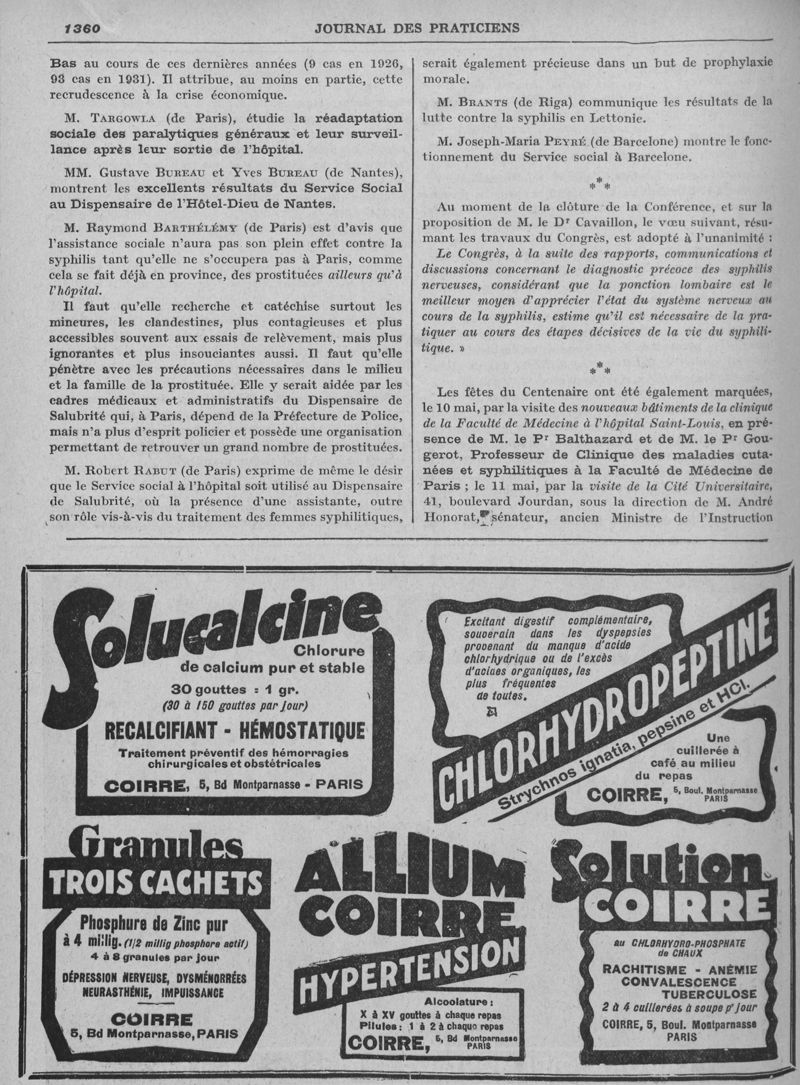 1360
JOURNAL DES PRATICIENS
Bas au cours de ces dernières années (9 cas en 1926,
93 cas en 1931). Il attribue, au moins en partie, cette
recrudescence à la crise économique.
M. Targowla (de Paris), étudie la réadaptation
sociale des paralytiques généraux et leur surveil-
lance après leur sortie de l'hôpital.
MM. Gustave Bureau et Yves Bureau (de Nantes),
montrent les excellents résultats du Service Social
au Dispensaire de l'Hôtel-Dieu de Nantes.
M. Raymond Barthélémy (de Paris) est d'avis que
l'assistance sociale n'aura pas son plein effet contre la
syphilis tant qu'elle ne s'occupera pas à Paris, comme
cela se fait déjà en province, des prostituées ailleurs qu'à
l'hôpital.
Il faut qu'elle recherche et catéchise surtout les
mineures, les clandestines, plus contagieuses et plus
accessibles souvent aux essais de relèvement, mais plus
ignorantes et plus insouciantes aussi. Il faut qu'elle
pénètre avec les précautions nécessaires dans le milieu
et la famille de la prostituée. Elle y serait aidée par les
cadres médicaux et administratifs du Dispensaire de
Salubrité qui, à Paris, dépend de la Préfecture de Police,
mais n'a plus d'esprit policier et possède une organisation
permettant de retrouver un grand nombre de prostituées.
M. Robert Rabut (de Paris) exprime de même le désir
que le Service social à l'hôpital soit utilisé au Dispensaire
de Salubrité, où la présence d'une assistante, outre
son rôle vis-à-vis du traitement des femmes syphilitiques,
serait également précieuse dans un but de prophylaxie
morale.
M. Brants (de Riga) communique les résultats de la
lutte contre la syphilis en Lettonie.
M. Joseph-Maria Peyré (de Barcelone) montre le fonc-
tionnement du Service social à Barcelone.
* * *
Au moment de la clôture de la Conférence, et sur la
proposition de M. le Dr Cavaillon, le vœu suivant, résu-
mant les travaux du Congrès, est adopté à l'unanimité :
Le Congrès, à la suite des rapports, communications et
discussions concernant le diagnostic précoce des syphilis
nerveuses, considérant que la ponction lombaire est le
meilleur moyen d'apprécier l'état du système nerveux au
cours de la syphilis, estime qu'il est nécessaire de la pra-
tiquer au cours des étapes décisives de la vie du syphili-
tique. »
* * *
Les fêtes du Centenaire ont été également marquées,
le 10 mai, par la visite des nouveaux bâtiments de la clinique
de la Faculté de Médecine à l'hôpital Saint-Louis, en pré-
sence de M. le Pr Balthazard et de M. le Pr Gou-
gerot, Professeur de Clinique des maladies cuta-
nées et syphilitiques à la Faculté de Médecine de
Paris ; le 11 mai, par la visite de la Cité Universitaire,
41, boulevard Jourdan, sous la direction de M. André
Honorat, sénateur, ancien Ministre de l'Instruction
Solucalcine
Chlorure
de calcium pur et stable
30 gouttes = 1 gr.
(30 à 150 gouttes par jour)
RECALCIFIANT - HÉMOSTATIQUE
Traitement préventif des hémorragies
chirurgicales et obstétricales
COIRRE, 5, Bd Montparnasse - PARIS
Excitant digestif complémentaire,
souverain dans les dyspepsies
provenant du manque d'acide
chlorhydrique ou de l'excès
d'acides organiques, les
plus fréquentes
de toutes.
CHLORHYDROPEPTINE
Strychnos ignatia, pepsine et HCl.
Une
cuillerée à
café au milieu
du repas
COIRRE, 5, Boul. Montparnasse
PARIS
Granules
TROIS CACHETS
Phosphure de Zinc pur
à 4 millig. (1/2 millig phosphore actif)
4 à 8 granules par jour
DÉPRESSION NERVEUSE, DYSMÉNORRÉES
NEURASTHÉNIE, IMPUISSANCE
COIRRE
5, Bd Montparnasse, PARIS
ALLIUM
COIRRE
HYPERTENSION
Alcoolature :
X à XV gouttes à chaque repas
Pilules : 1 à 2 à chaque repas
COIRRE, 5, Bd Montparnasse
PARIS
Solution
COIRRE
au CHLORHYDRO-PHOSPHATE
de CHAUX
RACHITISME - ANÉMIE
CONVALESCENCE
TUBERCULOSE
2 à 4 cuillerées à soupe pr jour
COIRRE, 5, Boul. Montparnasse
PARIS